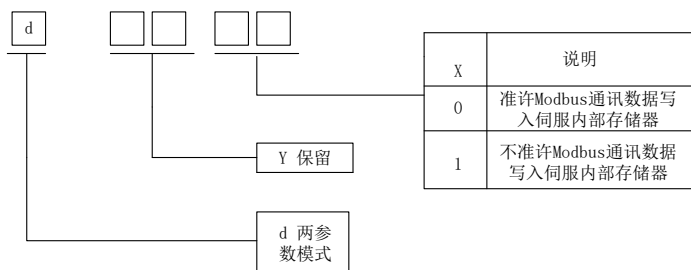 d
X
说明
0
准许Modbus通讯数据写
入伺服内部存储器
1
不准许Modbus通讯数据
写入伺服内部存储器
Y 保留
d 两参
数模式